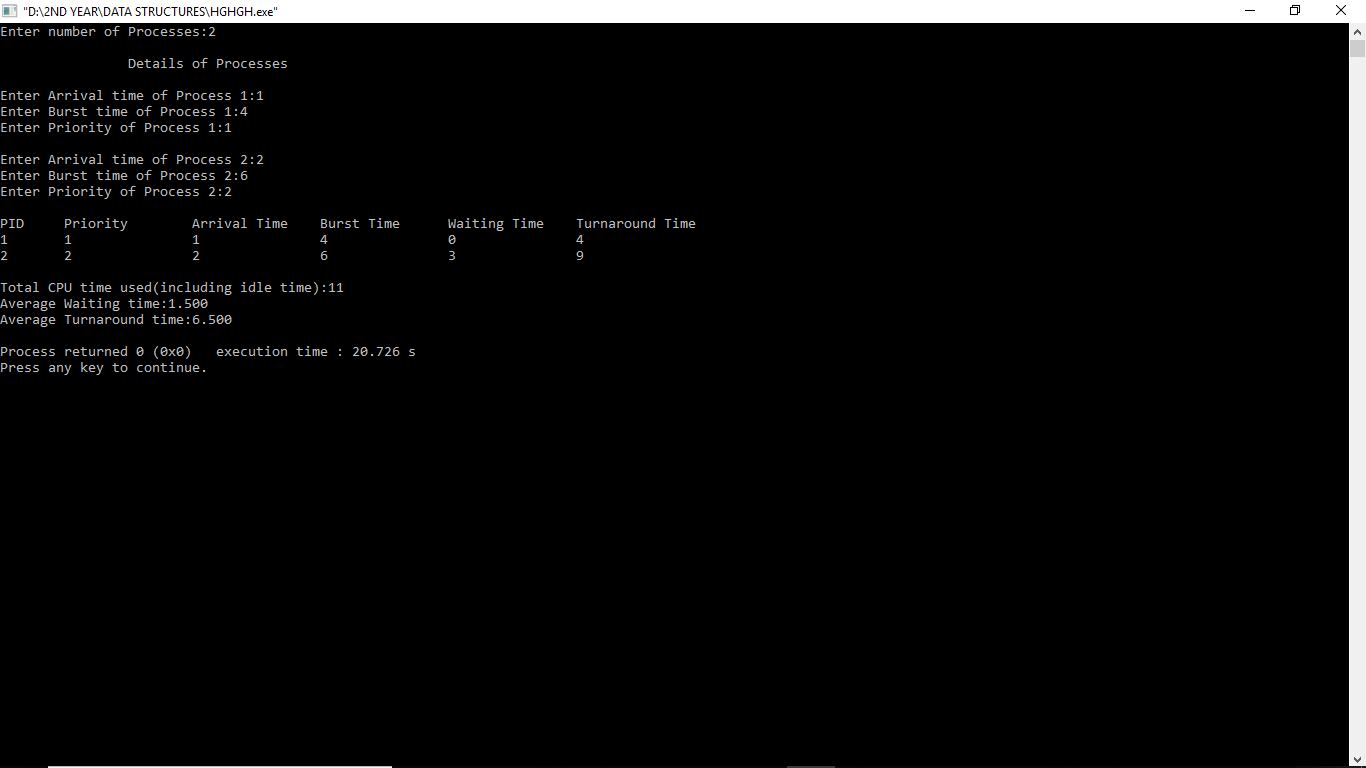 "D:\2ND YEAR\DATA STRUCTURES\HGHGH.exe"
Enter number of Processes:2
Details of Processes
Enter Arrival time of Process 1:1
Enter Burst time of Process 1:4
Enter Priority of Process 1:1
Enter Arrival time of Process 2:2
Enter Burst time of Process 2:6
Enter Priority of Process 2:2
PID Priority Arrival Time Burst Time Waiting Time Turnaround Time
1 1 1 4 0 4
2 2 2 6 3 9
Total CPU time used(including idle time):11
Average Waiting time:1.500
Average Turnaround time:6.500
Process returned 0 (0x0) execution time : 20.726 s
Press any key to continue.